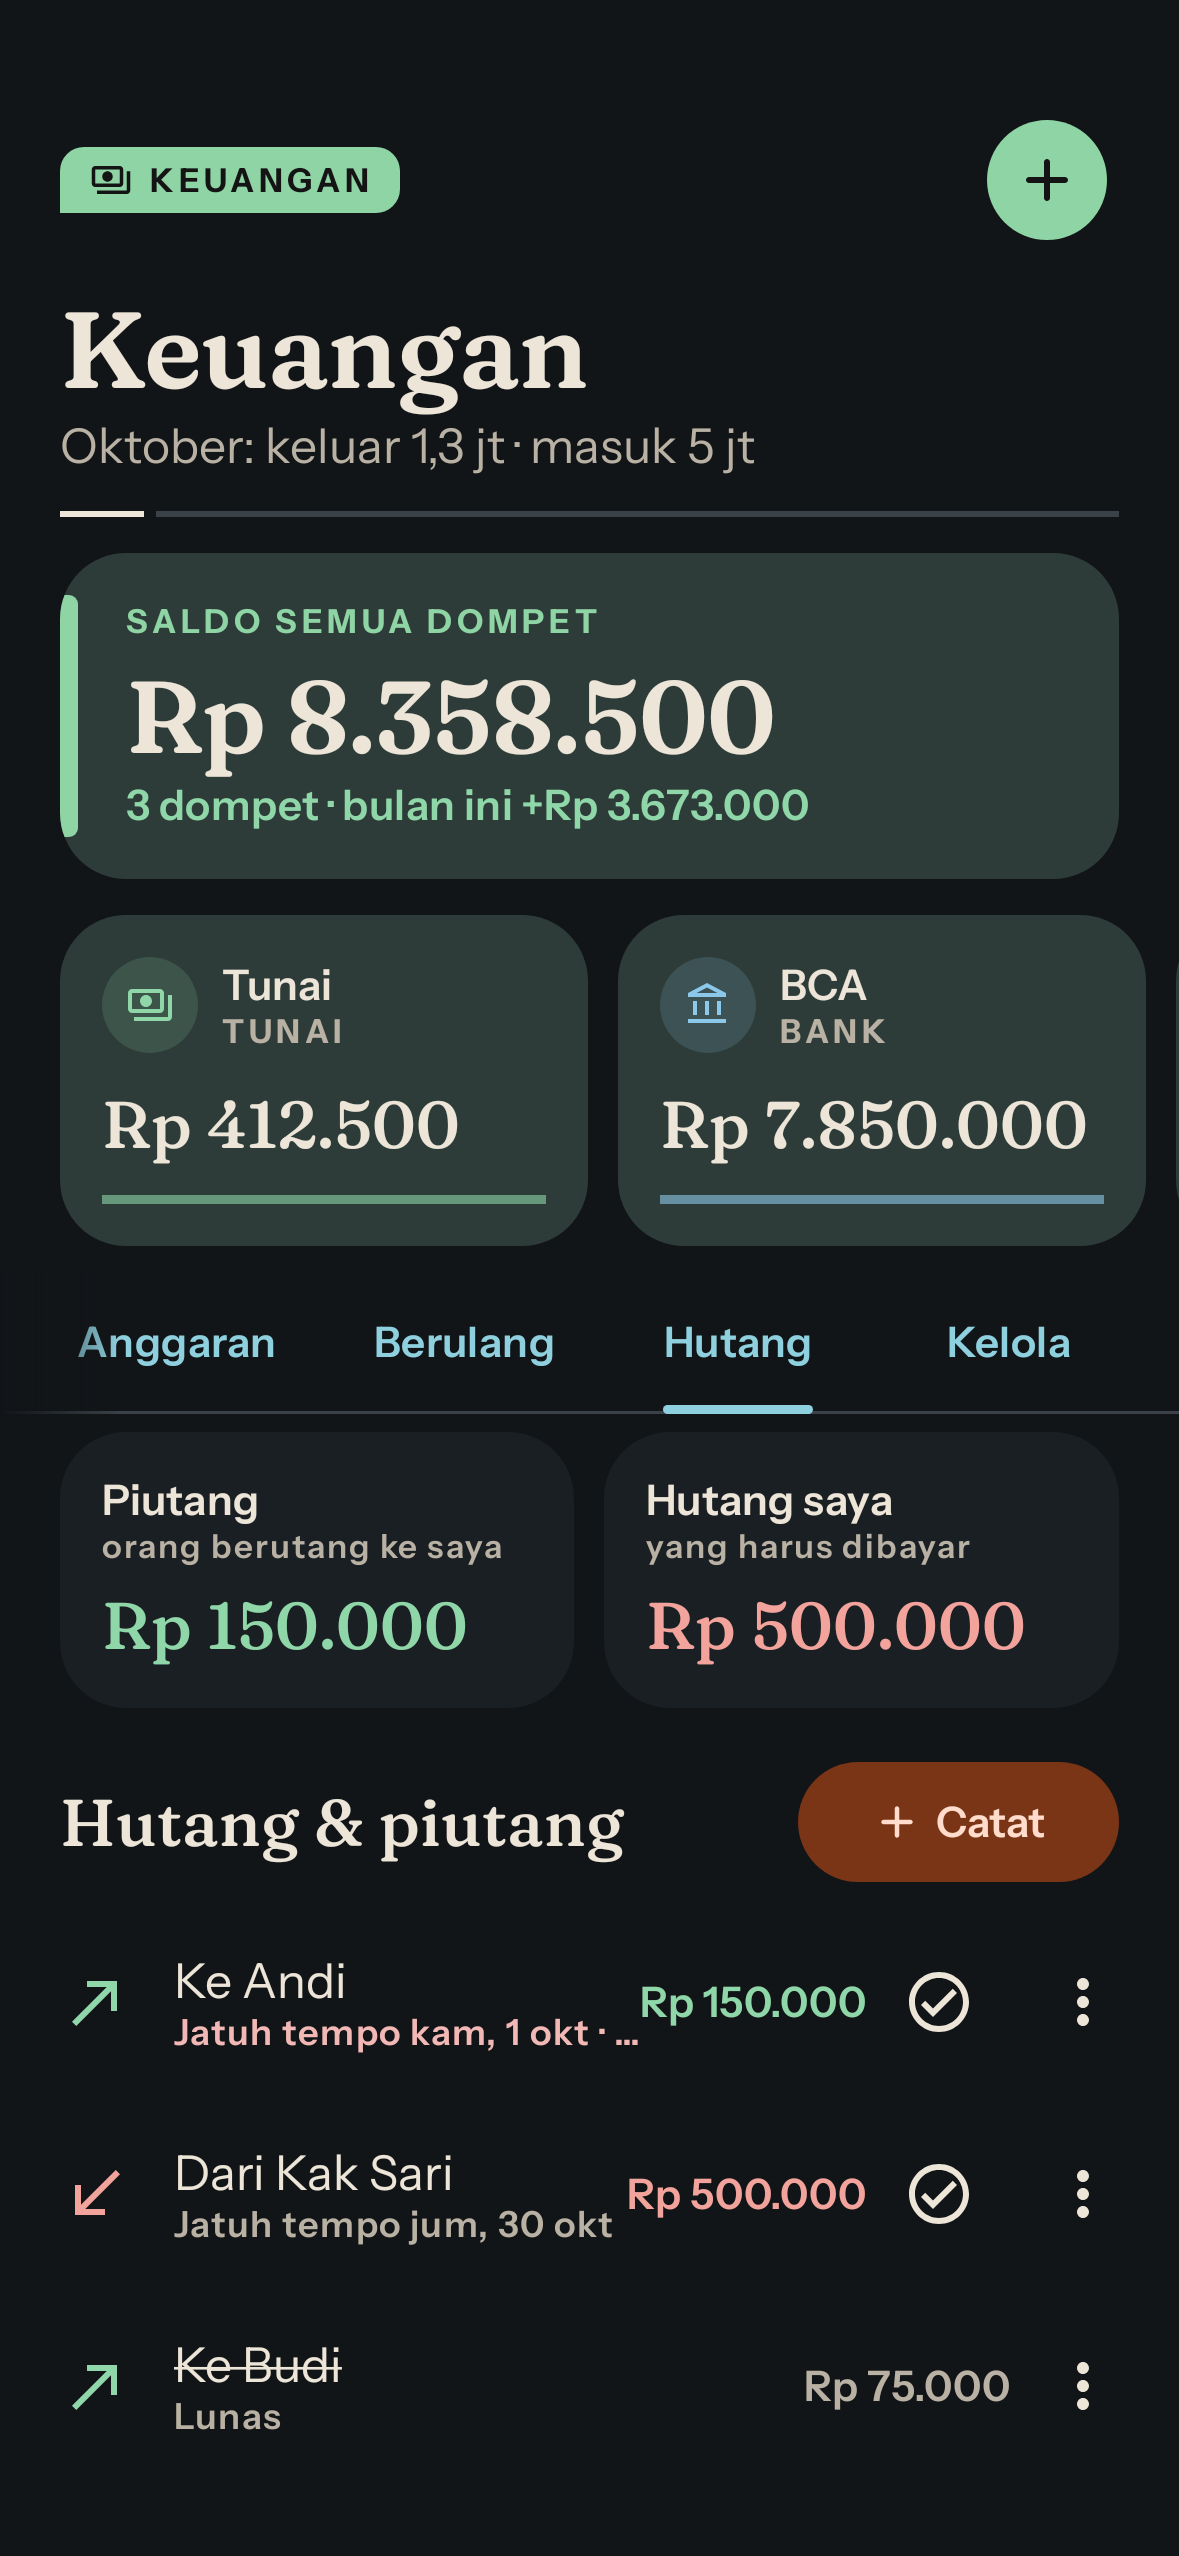 KEUANGAN
Keuangan
Oktober: keluar 1,3 jt · masuk 5 jt
SALDO SEMUA DOMPET
Rp 8.358.500
3 dompet · bulan ini +Rp 3.673.000
Tunai
TUNAI
Rp 412.500
BCA
BANK
Rp 7.850.000
Anggaran
Berulang
Hutang
Kelola
Piutang
orang berutang ke saya
Rp 150.000
Hutang saya
yang harus dibayar
Rp 500.000
Hutang & piutang
+ Catat
Ke Andi
Jatuh tempo kam, 1 okt · ...
Rp 150.000
Dari Kak Sari
Jatuh tempo jum, 30 okt
Rp 500.000
Ke Budi
Lunas
Rp 75.000